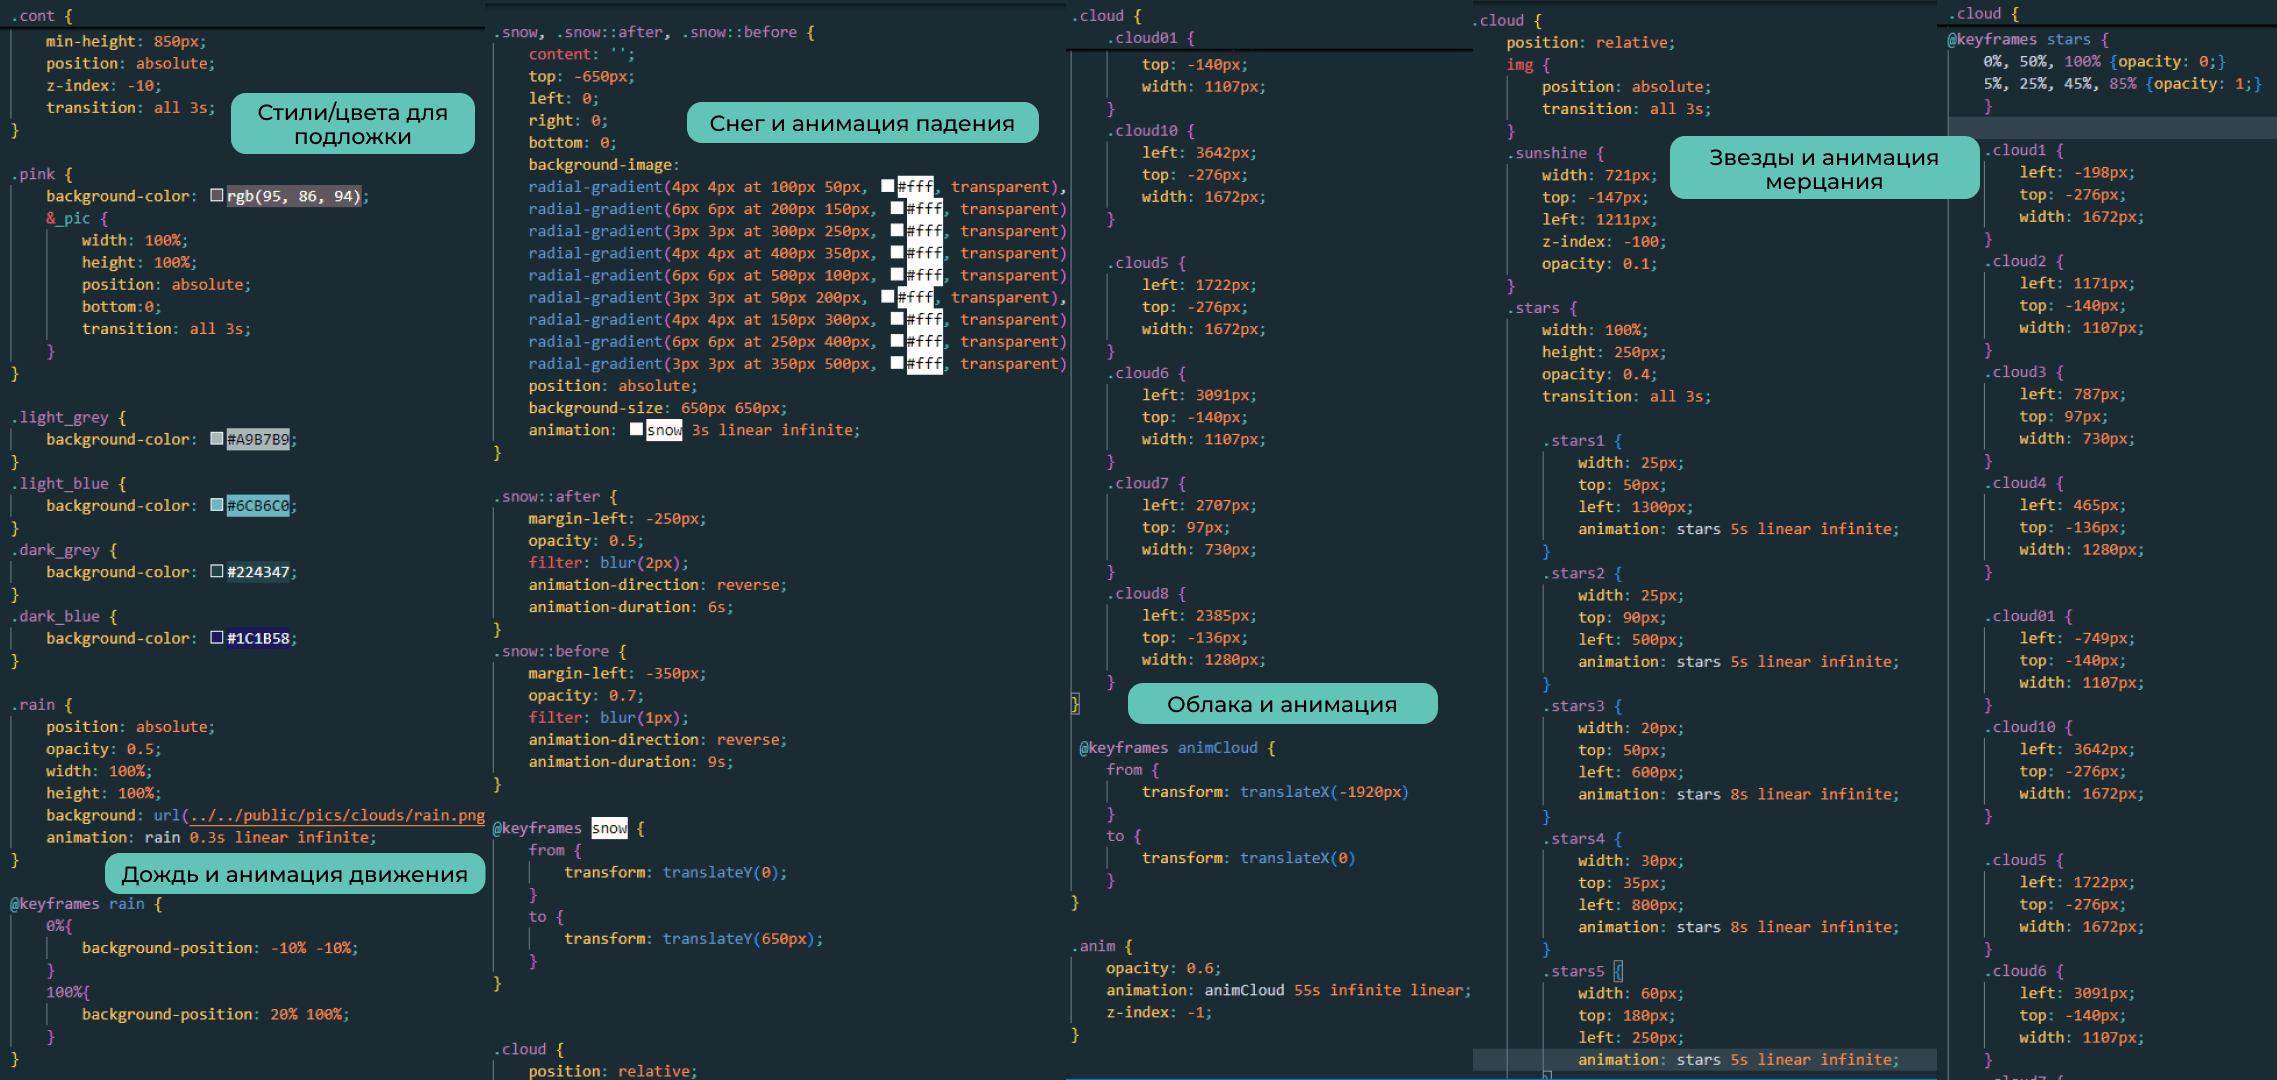 .cont {
min-height: 850px;
position: absolute;
z-index: -10;
transition: all 3s;
}
Стили/цвета для
подложки
.pink {
background-color: rgb(95, 86, 94);
&_pic {
width: 100%;
height: 100%;
position: absolute;
bottom:0;
transition: all 3s;
}
}
.light_grey {
background-color: #A9B7B9;
}
.light_blue {
background-color: #6CB6C0;
}
.dark_grey {
background-color: #224347;
}
.dark_blue {
background-color: #1C1B58;
}
.rain {
position: absolute;
opacity: 0.5;
width: 100%;
height: 100%;
background: url(../../public/pics/clouds/rain.png
animation: rain 0.3s linear infinite;
}
Дождь и анимация движения
@keyframes rain {
0%{
background-position: -10% -10%;
}
100%{
background-position: 20% 100%;
}
}
.snow, .snow::after, .snow::before {
content: '';
top: -650px;
left: 0;
right: 0;
bottom: 0;
Снег и анимация падения
background-image:
radial-gradient(4px 4px at 100px 50px, #fff, transparent),
radial-gradient(6px 6px at 200px 150px, #fff, transparent)
radial-gradient(3px 3px at 300px 250px, #fff, transparent)
radial-gradient(4px 4px at 400px 350px, #fff, transparent)
radial-gradient(6px 6px at 500px 100px, #fff, transparent)
radial-gradient(3px 3px at 50px 200px, #fff, transparent),
radial-gradient(4px 4px at 150px 300px, #fff, transparent)
radial-gradient(6px 6px at 250px 400px, #fff, transparent)
radial-gradient(3px 3px at 350px 500px, #fff, transparent)
position: absolute;
background-size: 650px 650px;
animation: snow 3s linear infinite;
}
.snow::after {
margin-left: -250px;
opacity: 0.5;
filter: blur(2px);
animation-direction: reverse;
animation-duration: 6s;
}
.snow::before {
margin-left: -350px;
opacity: 0.7;
filter: blur(1px);
animation-direction: reverse;
animation-duration: 9s;
}
@keyframes snow {
from {
transform: translateY(0);
}
to {
transform: translateY(650px);
}
}
.cloud {
position: relative;
.cloud {
.cloud01 {
top: -140px;
width: 1107px;
}
.cloud10 {
left: 3642px;
top: -276px;
width: 1672px;
}
.cloud5 {
left: 1722px;
top: -276px;
width: 1672px;
}
.cloud6 {
left: 3091px;
top: -140px;
width: 1107px;
}
.cloud7 {
left: 2707px;
top: 97px;
width: 730px;
}
.cloud8 {
left: 2385px;
top: -136px;
width: 1280px;
}
}
Облака и анимация
@keyframes animCloud {
from {
transform: translateX(-1920px)
}
to {
transform: translateX(0)
}
}
.anim {
opacity: 0.6;
animation: animCloud 55s infinite linear;
z-index: -1;
}
.cloud {
position: relative;
img {
position: absolute;
transition: all 3s;
}
.sunshine {
width: 721px;
top: -147px;
left: 1211px;
z-index: -100;
opacity: 0.1;
}
Звезды и анимация
мерцания
.stars {
width: 100%;
height: 250px;
opacity: 0.4;
transition: all 3s;
.stars1 {
width: 25px;
top: 50px;
left: 1300px;
animation: stars 5s linear infinite;
}
.stars2 {
width: 25px;
top: 90px;
left: 500px;
animation: stars 5s linear infinite;
}
.stars3 {
width: 20px;
top: 50px;
left: 600px;
animation: stars 8s linear infinite;
}
.stars4 {
width: 30px;
top: 35px;
left: 800px;
animation: stars 8s linear infinite;
}
.stars5 {
width: 60px;
top: 180px;
left: 250px;
animation: stars 5s linear infinite;
}
.cloud {
@keyframes stars {
0%, 50%, 100% {opacity: 0;}
5%, 25%, 45%, 85% {opacity: 1;}
}
.cloud1 {
left: -198px;
top: -276px;
width: 1672px;
}
.cloud2 {
left: 1171px;
top: -140px;
width: 1107px;
}
.cloud3 {
left: 787px;
top: 97px;
width: 730px;
}
.cloud4 {
left: 465px;
top: -136px;
width: 1280px;
}
.cloud01 {
left: -749px;
top: -140px;
width: 1107px;
}
.cloud10 {
left: 3642px;
top: -276px;
width: 1672px;
}
.cloud5 {
left: 1722px;
top: -276px;
width: 1672px;
}
.cloud6 {
left: 3091px;
top: -140px;
width: 1107px;
}